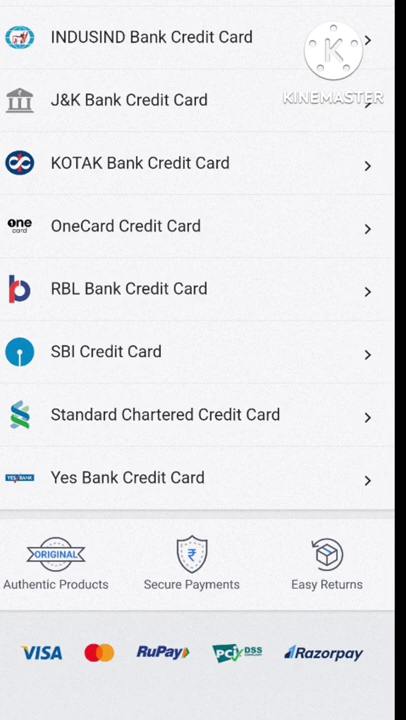 INDUSIND Bank Credit Card
KINEMASTER
J&K Bank Credit Card
KOTAK Bank Credit Card
one
card
OneCard Credit Card
RBL Bank Credit Card
SBI Credit Card
Standard Chartered Credit Card
YES BANK
Yes Bank Credit Card
ORIGINAL
Authentic Products
₹
Secure Payments
Easy Returns
VISA
RuPay
PCI DSS
Razorpay